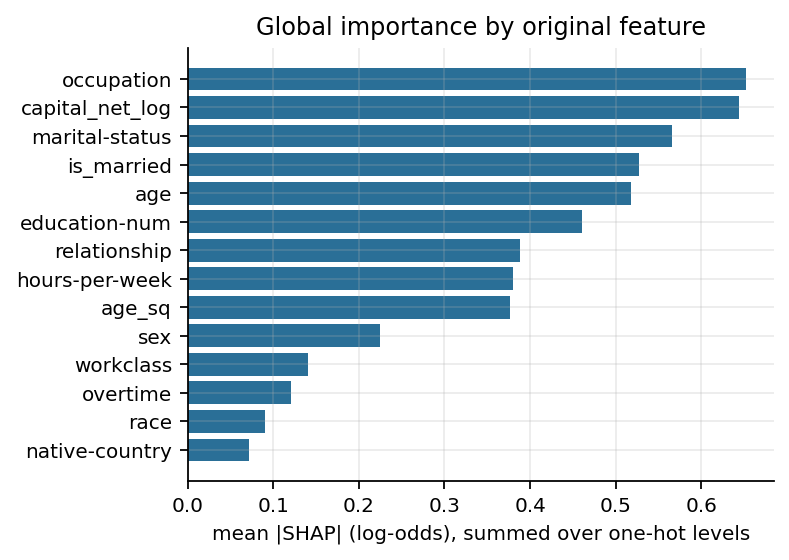 Global importance by original feature
occupation
capital_net_log
marital-status
is_married
age
education-num
relationship
hours-per-week
age_sq
sex
workclass
overtime
race
native-country
0.0 0.1 0.2 0.3 0.4 0.5 0.6
mean |SHAP| (log-odds), summed over one-hot levels